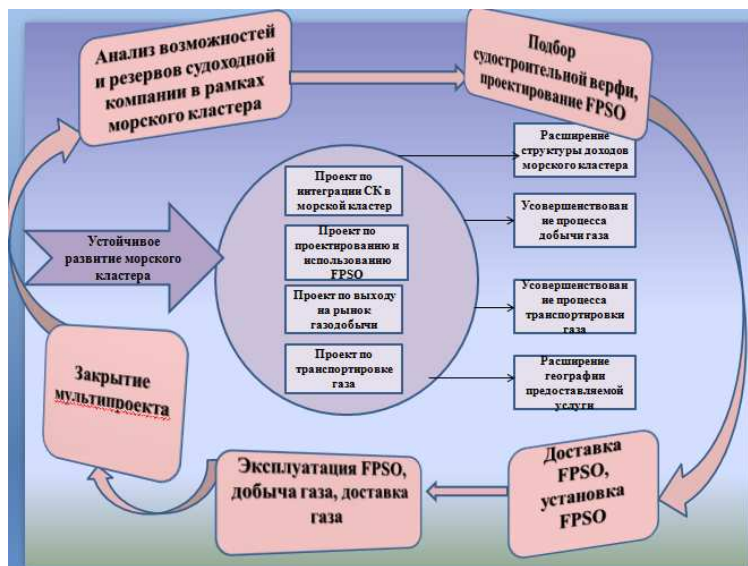 Анализ возможностей
и резервов судоходной
компании в рамках
морского кластера
Подбор
судостроительной верфи,
проектирование FPSO
Расширение
структуры доходов
морского кластера
Проект по
интеграции СК в
морской кластер
Усовершенствован
ие процесса
добычи газа
Устойчивое
развитие морского
кластера
Проект по
проектированию и
использованию
FPSO
Проект по выходу
на рынок
газодобычи
Усовершенствован
ие процесса
транспортировки
газа
Проект по
транспортировке
газа
Расширение
географии
предоставляемой
услуги
Закрытие
мультипроекта
Эксплуатация FPSO,
добыча газа, доставка
газа
Доставка
FPSO,
установка
FPSO